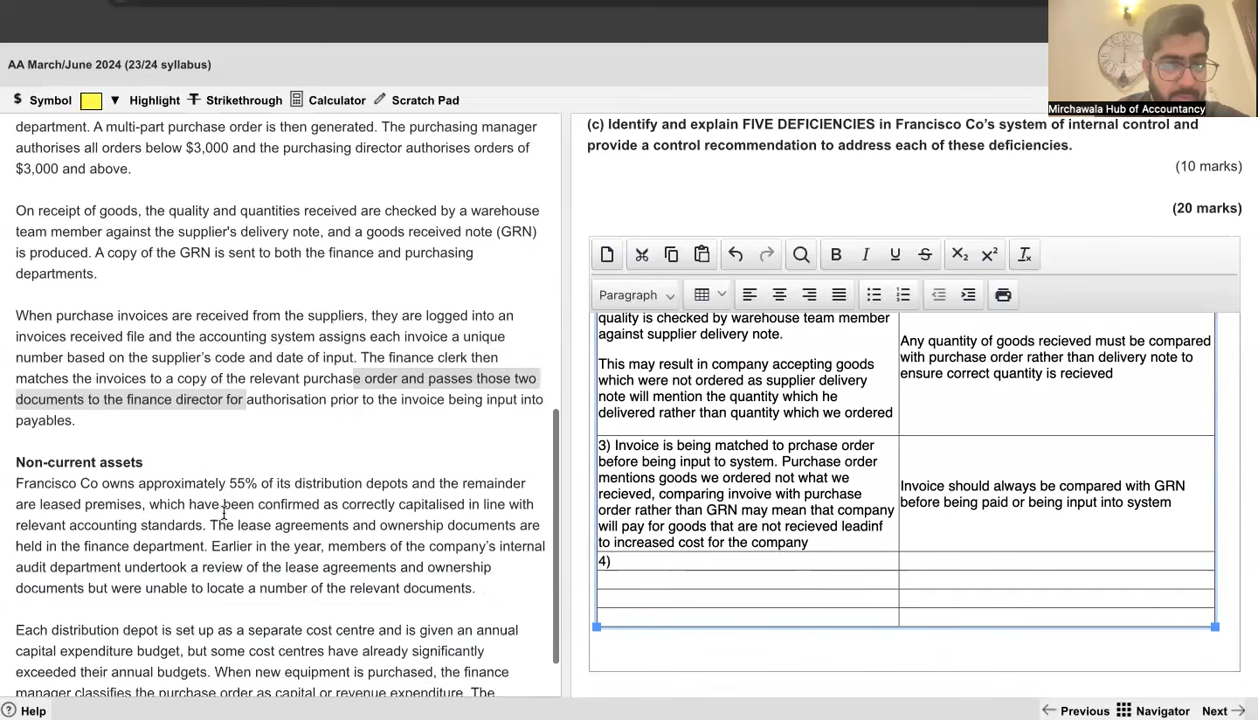 AA March/June 2024 (23/24 syllabus)
Mirchawala Hub of Accountancy
$ Symbol ▼ Highlight Strikethrough Calculator Scratch Pad
department. A multi-part purchase order is then generated. The purchasing manager
authorises all orders below $3,000 and the purchasing director authorises orders of
$3,000 and above.
On receipt of goods, the quality and quantities received are checked by a warehouse
team member against the supplier's delivery note, and a goods received note (GRN)
is produced. A copy of the GRN is sent to both the finance and purchasing
departments.
When purchase invoices are received from the suppliers, they are logged into an
invoices received file and the accounting system assigns each invoice a unique
number based on the supplier's code and date of input. The finance clerk then
matches the invoices to a copy of the relevant purchase order and passes those two
documents to the finance director for authorisation prior to the invoice being input into
payables.
Non-current assets
Francisco Co owns approximately 55% of its distribution depots and the remainder
are leased premises, which have been confirmed as correctly capitalised in line with
relevant accounting standards. The lease agreements and ownership documents are
held in the finance department. Earlier in the year, members of the company's internal
audit department undertook a review of the lease agreements and ownership
documents but were unable to locate a number of the relevant documents.
Each distribution depot is set up as a separate cost centre and is given an annual
capital expenditure budget, but some cost centres have already significantly
exceeded their annual budgets. When new equipment is purchased, the finance
manager classifies the purchase order as capital or revenue expenditure. The
(c) Identify and explain FIVE DEFICIENCIES in Francisco Co's system of internal control and
provide a control recommendation to address each of these deficiencies.
(10 marks)
(20 marks)
B I U S X₂ X² Ix
Paragraph
quality is checked by warehouse team member
against supplier delivery note.
This may result in company accepting goods
which were not ordered as supplier delivery
note will mention the quantity which he
delivered rather than quantity which we ordered
Any quantity of goods recieved must be compared
with purchase order rather than delivery note to
ensure correct quantity is recieved
3) Invoice is being matched to prchase order
before being input to system. Purchase order
mentions goods we ordered not what we
recieved, comparing invoive with purchase
order rather than GRN may mean that company
will pay for goods that are not recieved leadinf
to increased cost for the company
Invoice should always be compared with GRN
before being paid or being input into system
4)
? Help
Previous Navigator Next